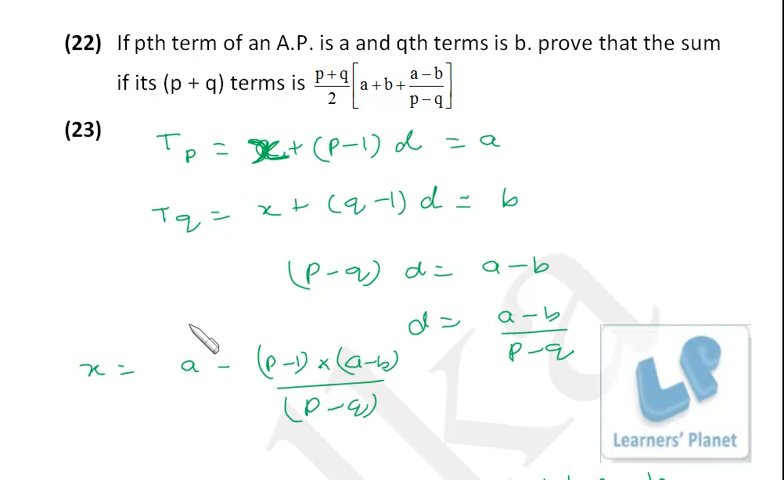 (22) If pth term of an A.P. is a and qth terms is b. prove that the sum
if its (p + q) terms is p+q/2 [a+b+ a−b/p−q]
(23)
Tp = x + (p-1) d = a
Tq = x + (q-1) d = b
(p-q) d = a-b
d = a-b/p-q
x = a - (p-1)×(a-b)/(p-q)
LP
Learners' Planet